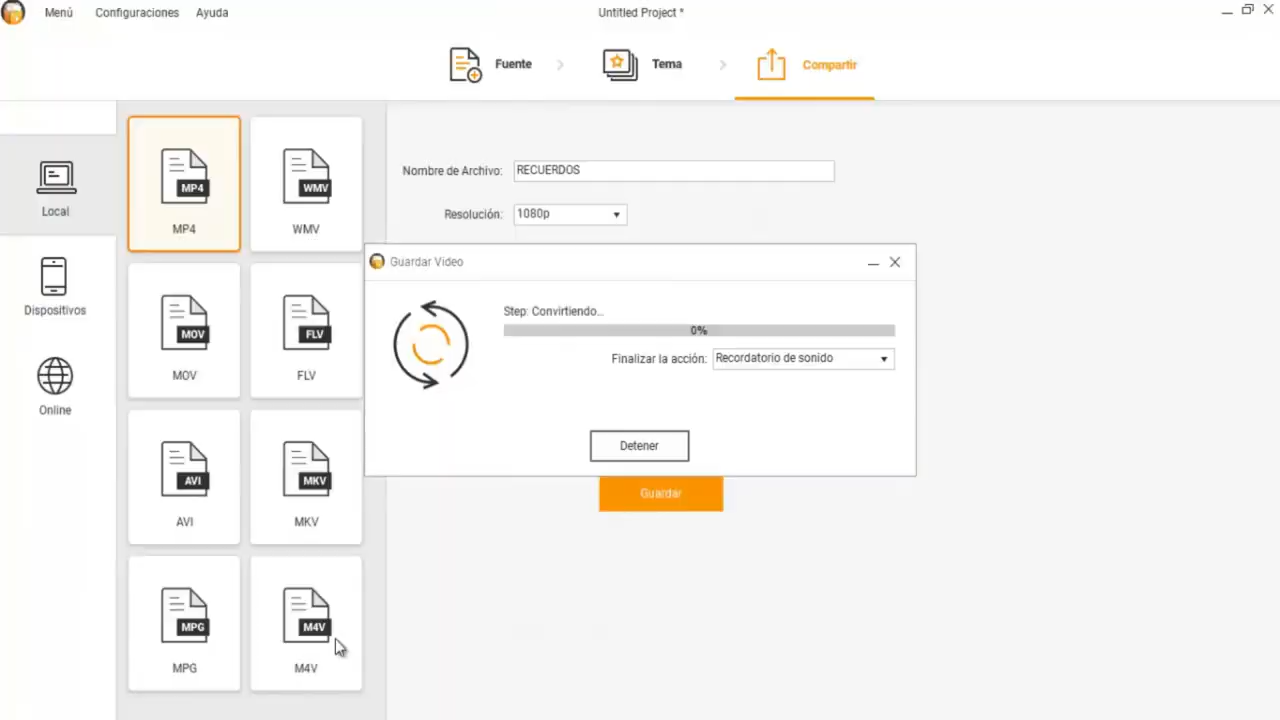 Menú Configuraciones Ayuda
Untitled Project *
Fuente
Tema
Compartir
Local
Dispositivos
Online
MP4
MP4
WMV
WMV
MOV
MOV
FLV
FLV
AVI
AVI
MKV
MKV
MPG
MPG
M4V
M4V
Nombre de Archivo: RECUERDOS
Resolución: 1080p
Guardar Video
Step: Convirtiendo...
0%
Finalizar la acción: Recordatorio de sonido
Detener
Guardar